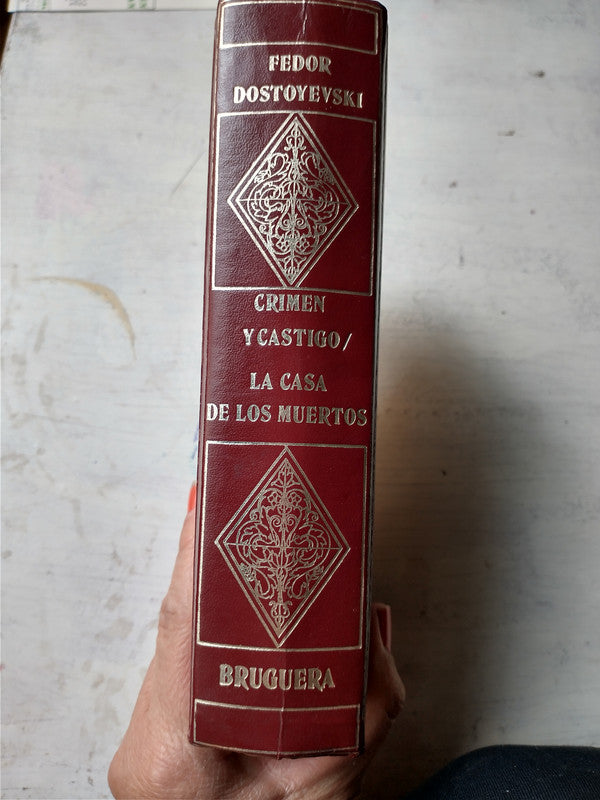 FEDOR
DOSTOYEVSKI
CRIMEN
Y CASTIGO /
LA CASA
DE LOS MUERTOS
BRUGUERA